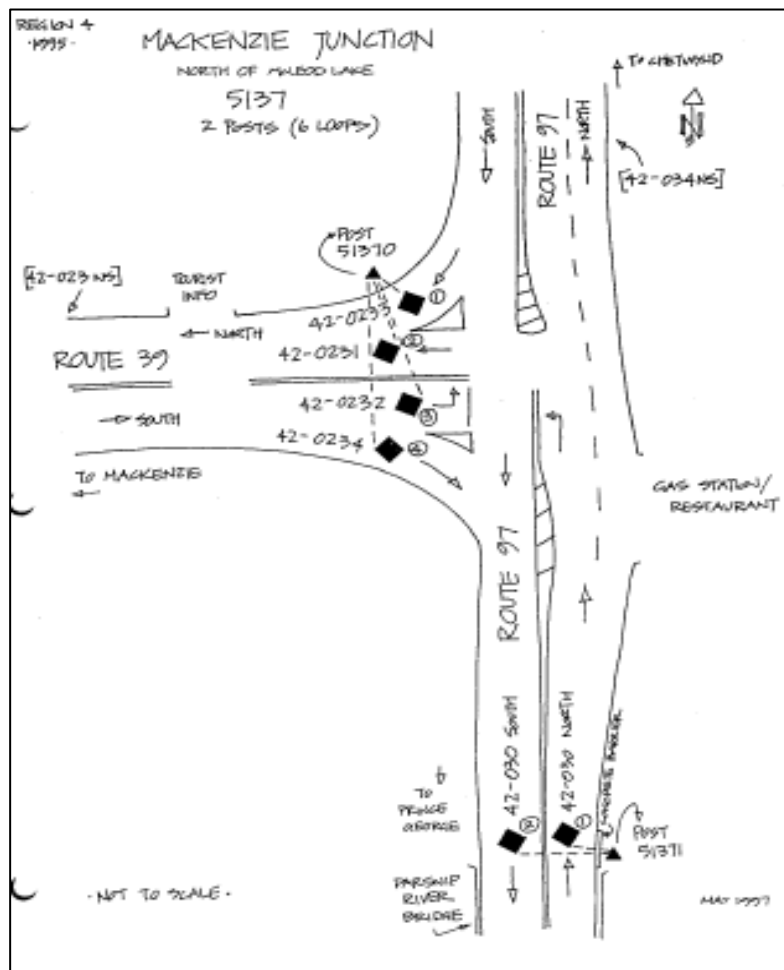 REGION 4
-1995-
MACKENZIE JUNCTION
NORTH OF MCLEOD LAKE
5137
2 POSTS (6 LOOPS)
TO CHETWYND
SOUTH
ROUTE 97
NORTH
N
[42-034NS]
POST
51370
[42-023NS]
TOURIST
INFO
NORTH
42-0233
1
42-0231
2
ROUTE 39
42-0232
3
SOUTH
42-0234
4
TO MACKENZIE
GAS STATION/
RESTAURANT
ROUTE 97
42-030 SOUTH
42-030 NORTH
CONCRETE BARRIER
TO
PRINCE
GEORGE
2
1
POST
51371
PARSNIP
RIVER
BRIDGE
-NOT TO SCALE-
MAY 1997